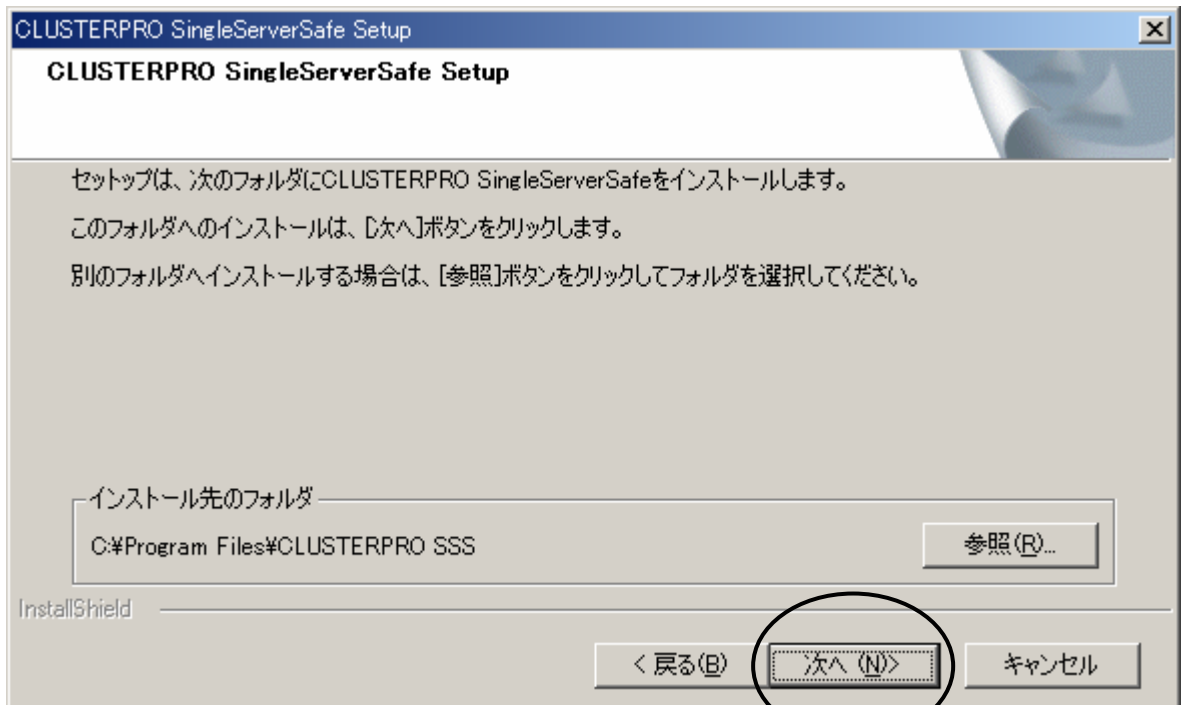 CLUSTERPRO SingleServerSafe Setup
CLUSTERPRO SingleServerSafe Setup
セットップは、次のフォルダにCLUSTERPRO SingleServerSafeをインストールします。
このフォルダへのインストールは、[次へ]ボタンをクリックします。
別のフォルダへインストールする場合は、[参照]ボタンをクリックしてフォルダを選択してください。
インストール先のフォルダ
C:¥Program Files¥CLUSTERPRO SSS
参照(R)...
InstallShield
< 戻る(B)
次へ (N)>
キャンセル